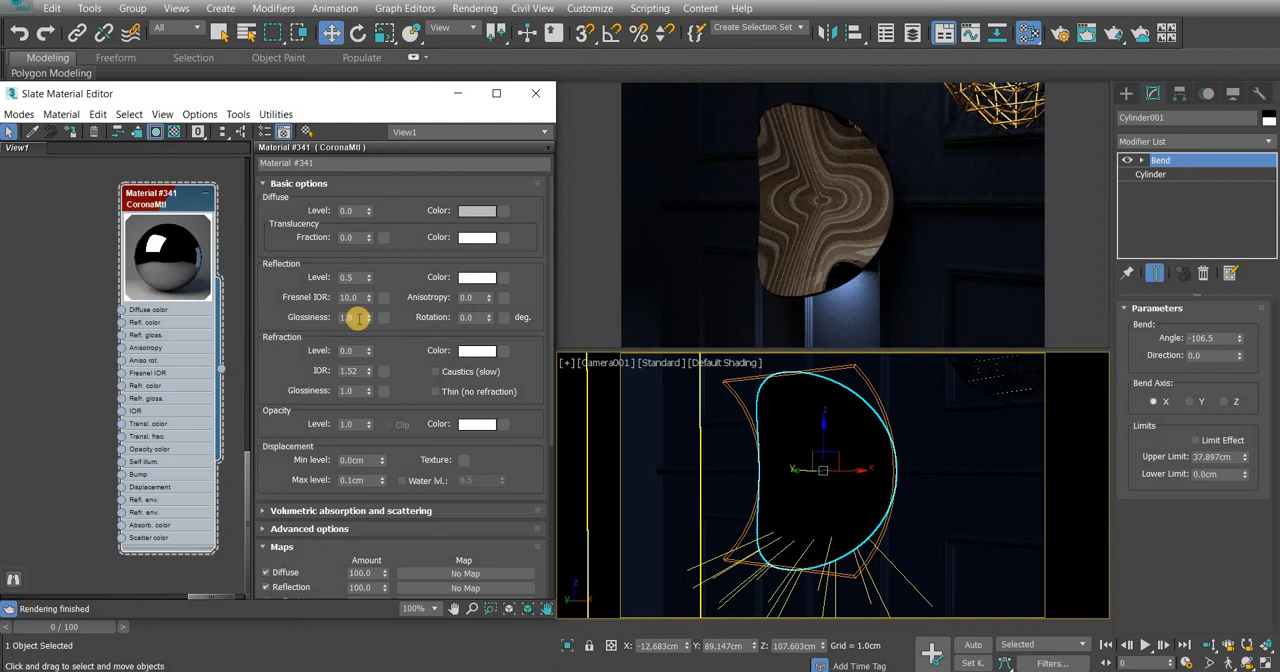 Edit Tools Group Views Create Modifiers Animation Graph Editors Rendering Civil View Customize Scripting Content Help
All View Create Selection Set
Modeling Freeform Selection Object Paint Populate
Polygon Modeling
Slate Material Editor
Modes Material Edit Select View Options Tools Utilities
View1
View1
Material #341
CoronaMtl
Diffuse color
Refl. color
Refl. gloss.
Anisotropy
Aniso rot.
Fresnel IOR
Refr. color
Refr. gloss.
IOR
Transl. color
Transl. frac.
Opacity color
Self illum.
Bump
Displacement
Refl. env.
Refr. env.
Absorb. color
Scatter color
Material #341 ( CoronaMtl )
Material #341
Basic options
Diffuse
Level: 0.0 Color:
Translucency
Fraction: 0.0 Color:
Reflection
Level: 0.5 Color:
Fresnel IOR: 10.0 Anisotropy: 0.0
Glossiness: 1.0 Rotation: 0.0 deg.
Refraction
Level: 0.0 Color:
IOR: 1.52 Caustics (slow)
Glossiness: 1.0 Thin (no refraction)
Opacity
Level: 1.0 Clip Color:
Displacement
Min level: 0.0cm Texture:
Max level: 0.1cm Water lvl.: 0.5
Volumetric absorption and scattering
Advanced options
Maps
Amount Map
Diffuse 100.0 No Map
Reflection 100.0 No Map
Rendering finished 100%
[+] [Camera001] [Standard] [Default Shading]
z
y x
z
x
Cylinder001
Modifier List
Bend
Cylinder
Parameters
Bend:
Angle: -106.5
Direction: 0.0
Bend Axis:
X Y Z
Limits
Limit Effect
Upper Limit: 37.897cm
Lower Limit: 0.0cm
0 / 100
1 Object Selected
Click and drag to select and move objects
X: -12.683cm Y: 89.147cm Z: 107.603cm Grid = 1.0cm
Add Time Tag
Auto Selected
Set K. Filters...
0